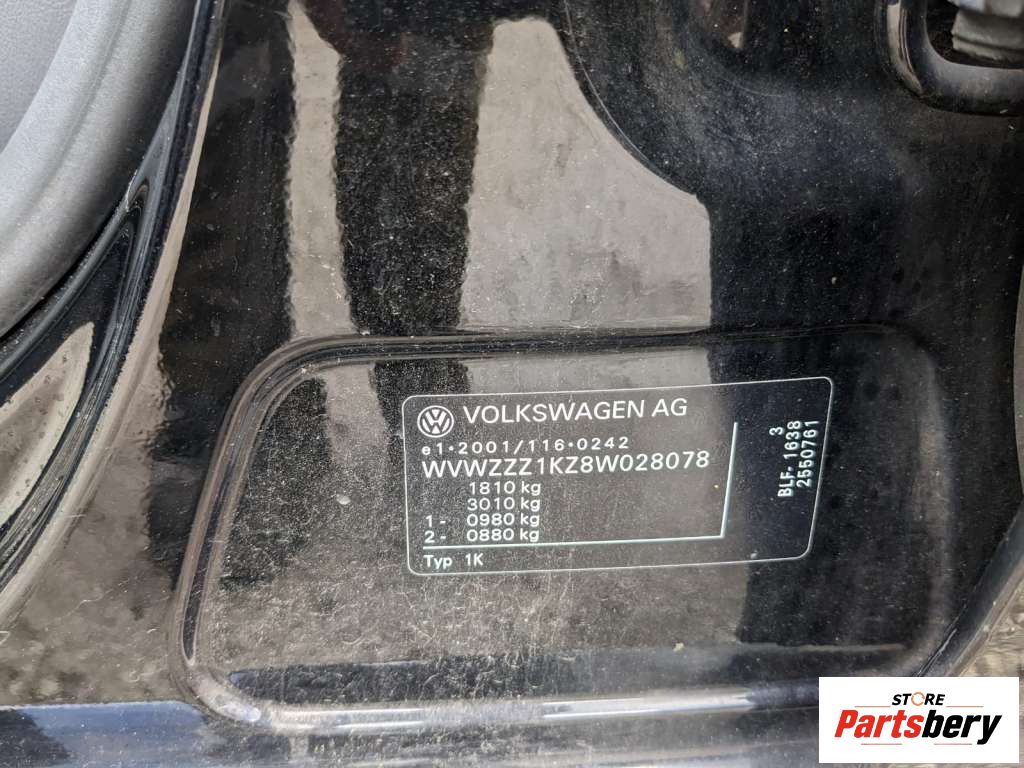 VOLKSWAGEN AG
e1*2001/116*0242
WVWZZZ1KZ8W028078
1810 kg
3010 kg
1- 0980 kg
2- 0880 kg
Typ 1K
3
BLF- 1638
2550761
STORE
Partsbery